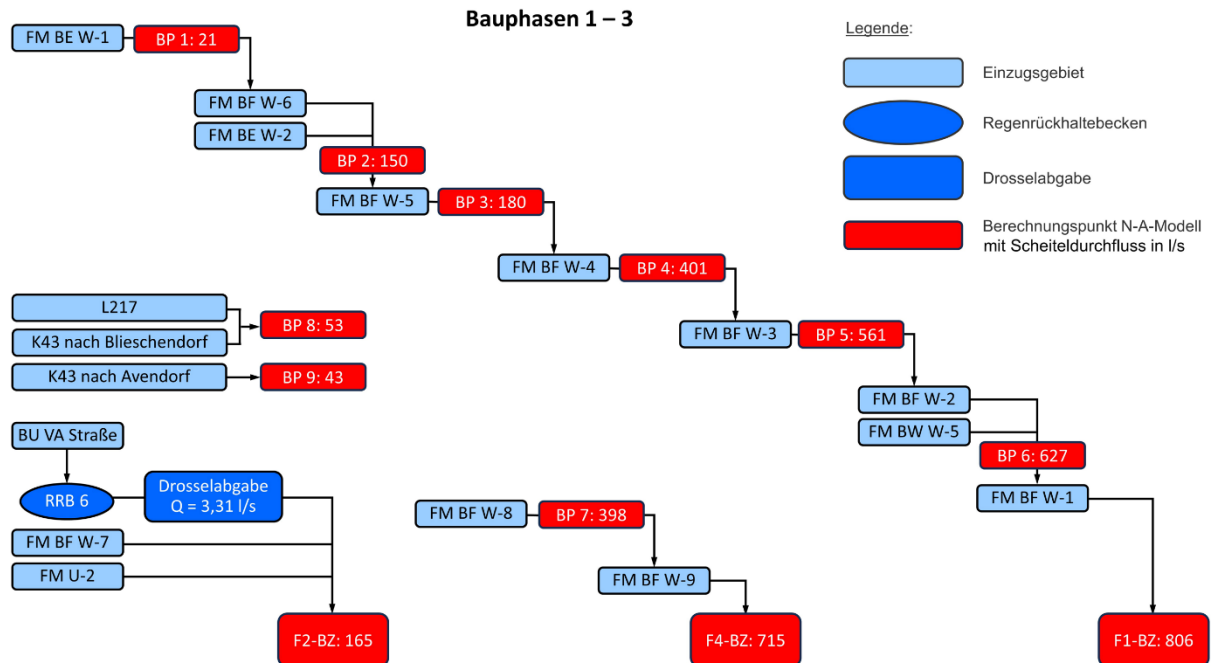 Bauphasen 1 – 3
Legende:
Einzugsgebiet
Regenrückhaltebecken
Drosselabgabe
Berechnungspunkt N-A-Modell
mit Scheiteldurchfluss in l/s
FM BE W-1
BP 1: 21
FM BF W-6
FM BE W-2
BP 2: 150
FM BF W-5
BP 3: 180
FM BF W-4
BP 4: 401
FM BF W-3
BP 5: 561
FM BF W-2
FM BW W-5
BP 6: 627
FM BF W-1
L217
K43 nach Blieschendorf
BP 8: 53
K43 nach Avendorf
BP 9: 43
BU VA Straße
RRB 6
Drosselabgabe
Q = 3,31 l/s
FM BF W-7
FM U-2
F2-BZ: 165
FM BF W-8
BP 7: 398
FM BF W-9
F4-BZ: 715
F1-BZ: 806